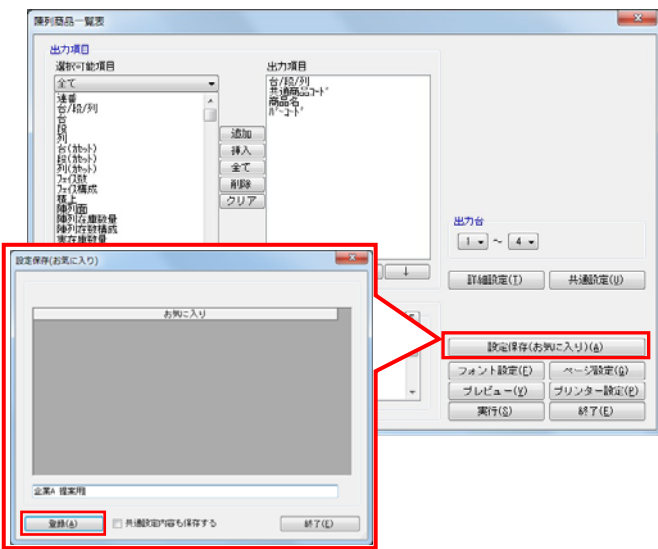 陳列商品一覧表
出力項目
選択可能項目
全て
連番
台/段/列
台
段
列
台(ｶｾｯﾄ)
段(ｶｾｯﾄ)
列(ｶｾｯﾄ)
ﾌｪｲｽ数
ﾌｪｲｽ構成
積上
陳列面
陳列在庫数量
陳列在数構成
実在庫数量
追加
挿入
全て
削除
クリア
出力項目
台/段/列
共通商品ｺｰﾄﾞ
商品名
ﾊﾞｰｺｰﾄﾞ
↓
出力台
1 ～ 4
詳細設定(T)
共通設定(U)
設定保存(お気に入り)(A)
フォント設定(F)
ページ設定(G)
プレビュー(V)
プリンター設定(P)
実行(S)
終了(E)
設定保存(お気に入り)
お気に入り
企業A 提案用
登録(A)
共通設定内容も保存する
終了(E)